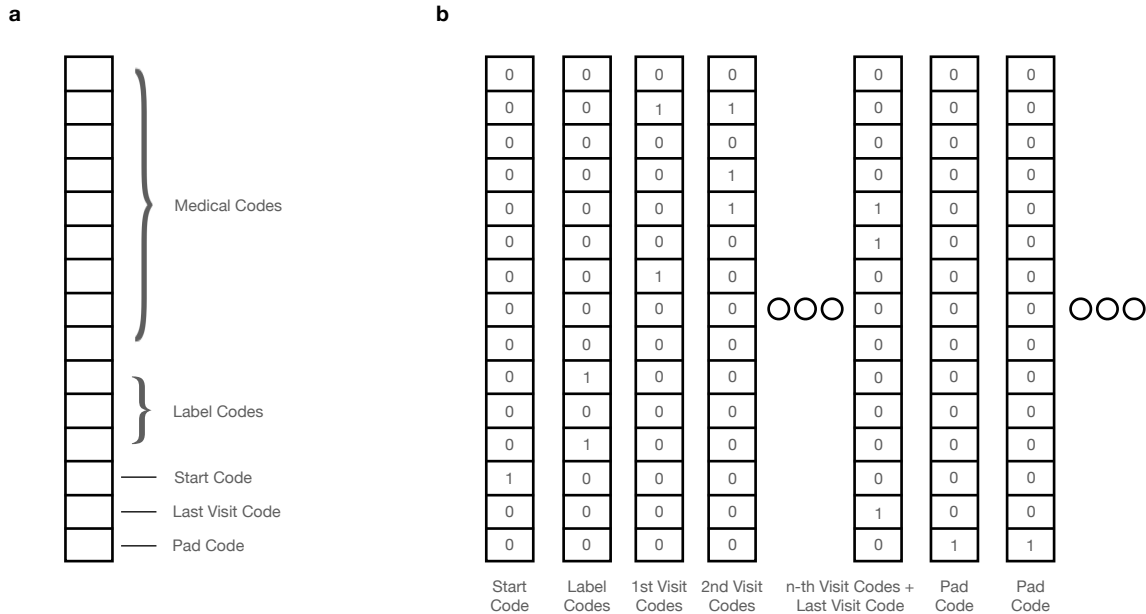 a
b
Medical Codes
Label Codes
Start Code
Last Visit Code
Pad Code
0 0 0 0 0 0 0
0 0 1 1 0 0 0
0 0 0 0 0 0 0
0 0 0 1 0 0 0
0 0 0 1 1 0 0
0 0 0 0 1 0 0
0 0 1 0 0 0 0
0 0 0 0 0 0 0
0 0 0 0 0 0 0
0 1 0 0 0 0 0
0 0 0 0 0 0 0
0 1 0 0 0 0 0
1 0 0 0 0 0 0
0 0 0 0 1 0 0
0 0 0 0 0 1 1
Start
Code
Label
Codes
1st Visit
Codes
2nd Visit
Codes
n-th Visit Codes +
Last Visit Code
Pad
Code
Pad
Code